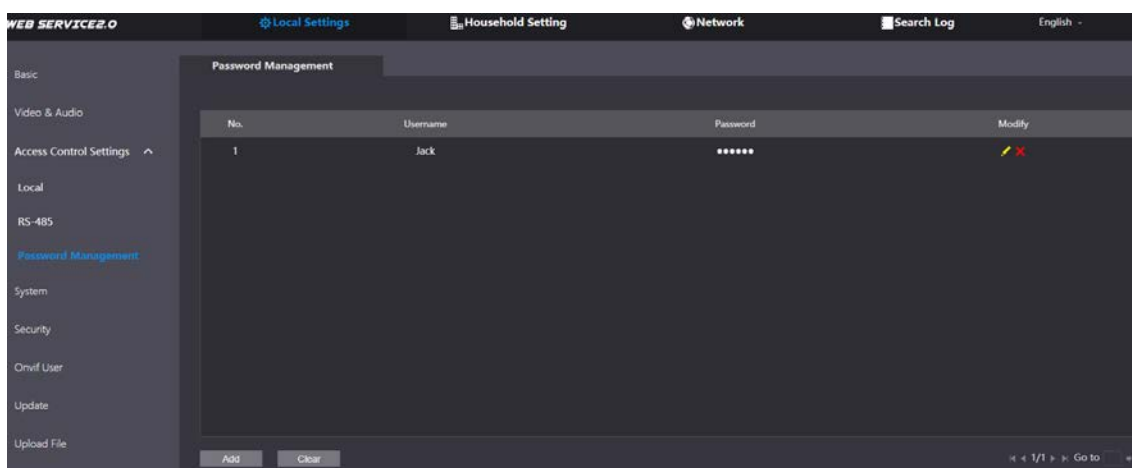 WEB SERVICE2.0 Local Settings Household Setting Network Search Log English
Password Management
Basic
Video & Audio
No. Username Password Modify
Access Control Settings 1 Jack ••••••
Local
RS-485
Password Management
System
Security
Onvif User
Update
Upload File
Add Clear 1/1 Go to